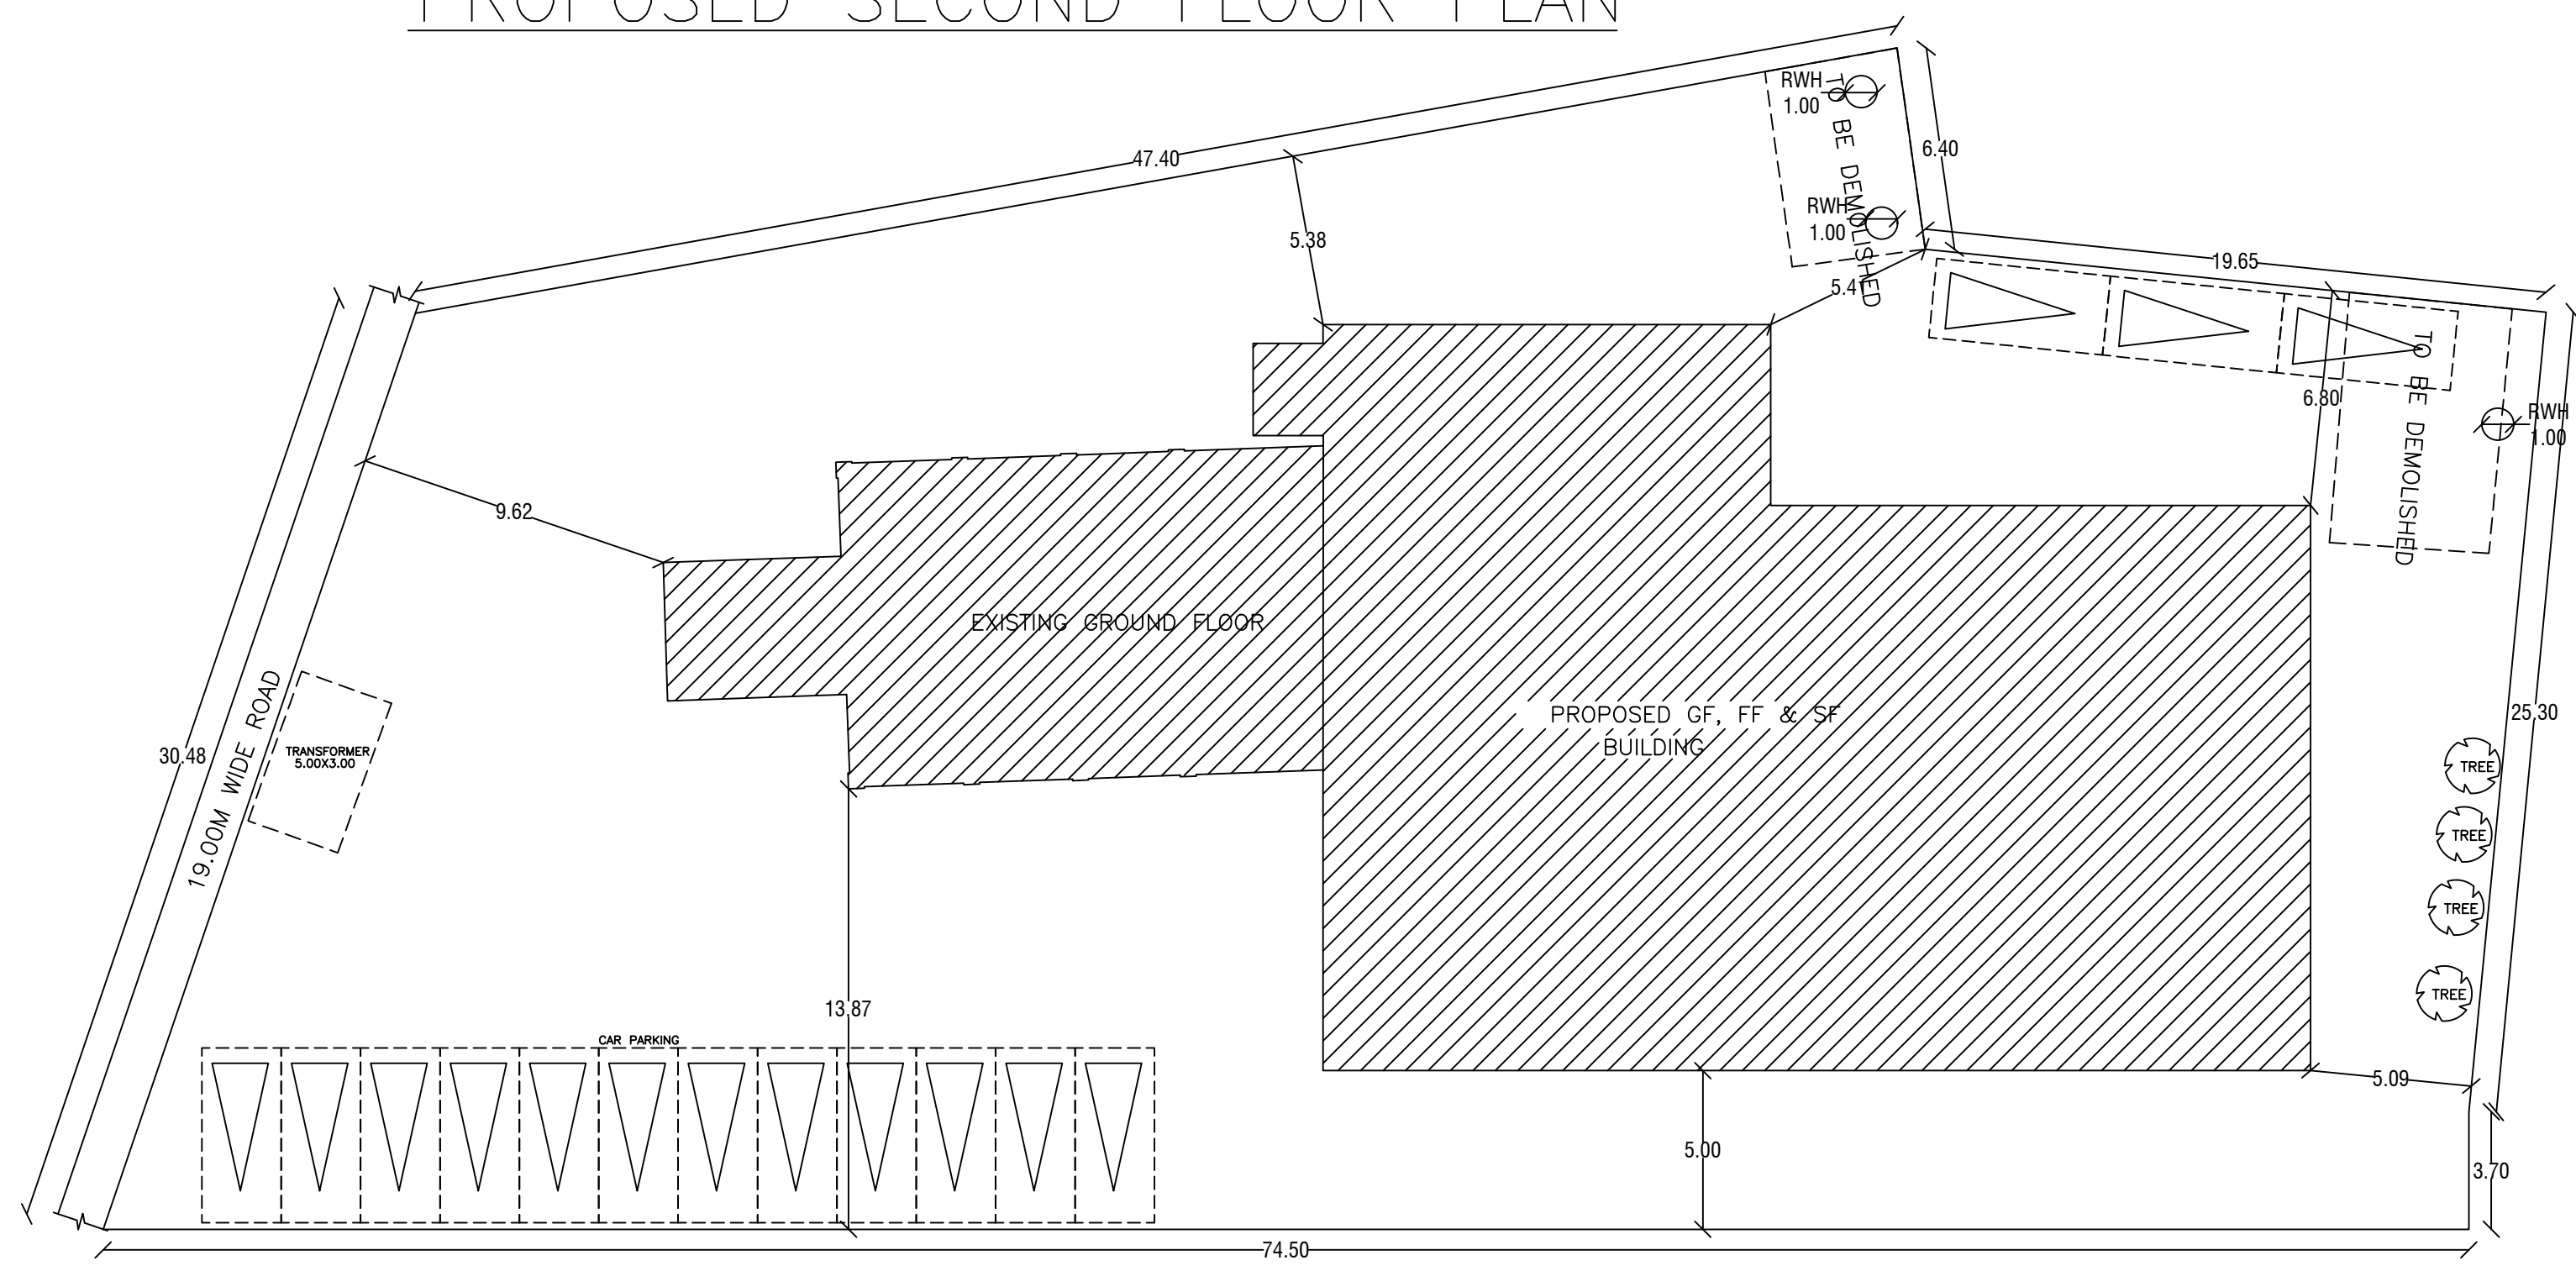 PROPOSED SECOND FLOOR PLAN
47.40
RWH
1.00
TO BE DEMOLISHED
6.40
RWH
1.00
5.38
5.41
19.65
6.80
TO BE DEMOLISHED
RWH
1.00
9.62
EXISTING GROUND FLOOR
PROPOSED GF, FF & SF
BUILDING
25.30
30.48
19.00M WIDE ROAD
TRANSFORMER
5.00X3.00
TREE
TREE
TREE
TREE
13.87
CAR PARKING
5.09
5.00
3.70
74.50